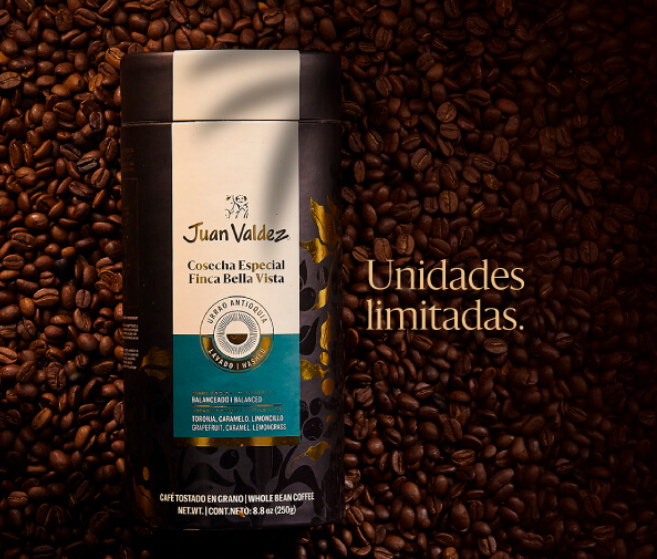 Juan Valdez
Cosecha Especial
Finca Bella Vista
URRAO ANTIOQUIA
LAVADO | WASHED
BALANCEADO | BALANCED
TORONJA, CARAMELO, LIMONCILLO
GRAPEFRUIT, CARAMEL, LEMONGRASS
CAFÉ TOSTADO EN GRANO | WHOLE BEAN COFFEE
NET.WT. | CONT.NETO: 8.8 oz (250g)
Unidades
limitadas.